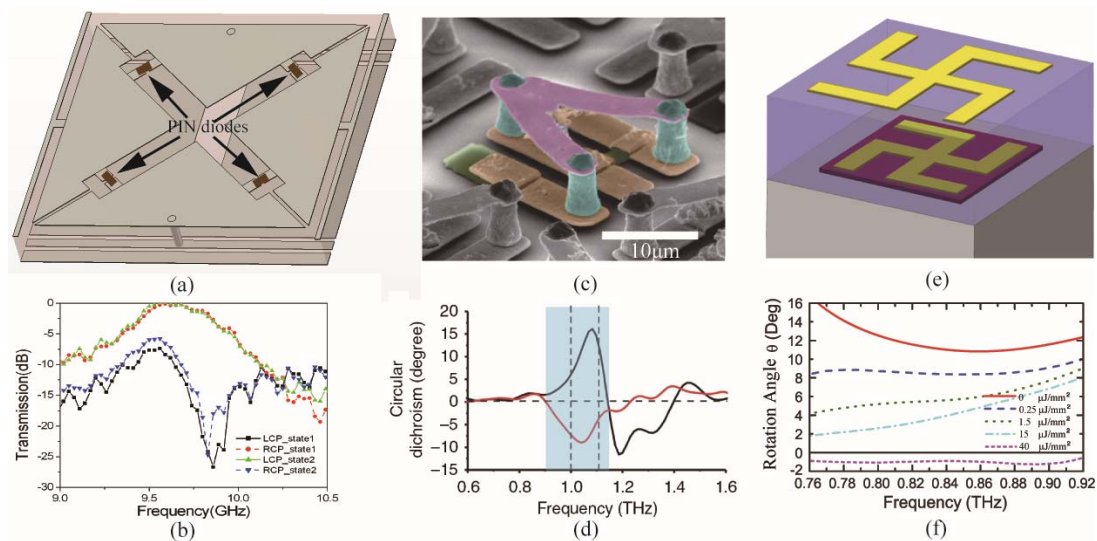 PIN diodes
10μm
(a)
(c)
(e)
Transmission(dB)
0
-5
-10
-15
-20
-25
-30
9.0
9.5
10.0
10.5
Frequency(GHz)
LCP_state1
RCP_state1
LCP_state2
RCP_state2
(b)
Circular
dichroism (degree)
20
15
10
5
0
−5
−10
−15
0.6
0.8
1.0
1.2
1.4
1.6
Frequency (THz)
(d)
Rotation Angle θ (Deg)
16
14
12
10
8
6
4
2
0
-2
0.76
0.78
0.80
0.82
0.84
0.86
0.88
0.90
0.92
Frequency (THz)
0 μJ/mm²
0.25 μJ/mm²
1.5 μJ/mm²
15 μJ/mm²
40 μJ/mm²
(f)